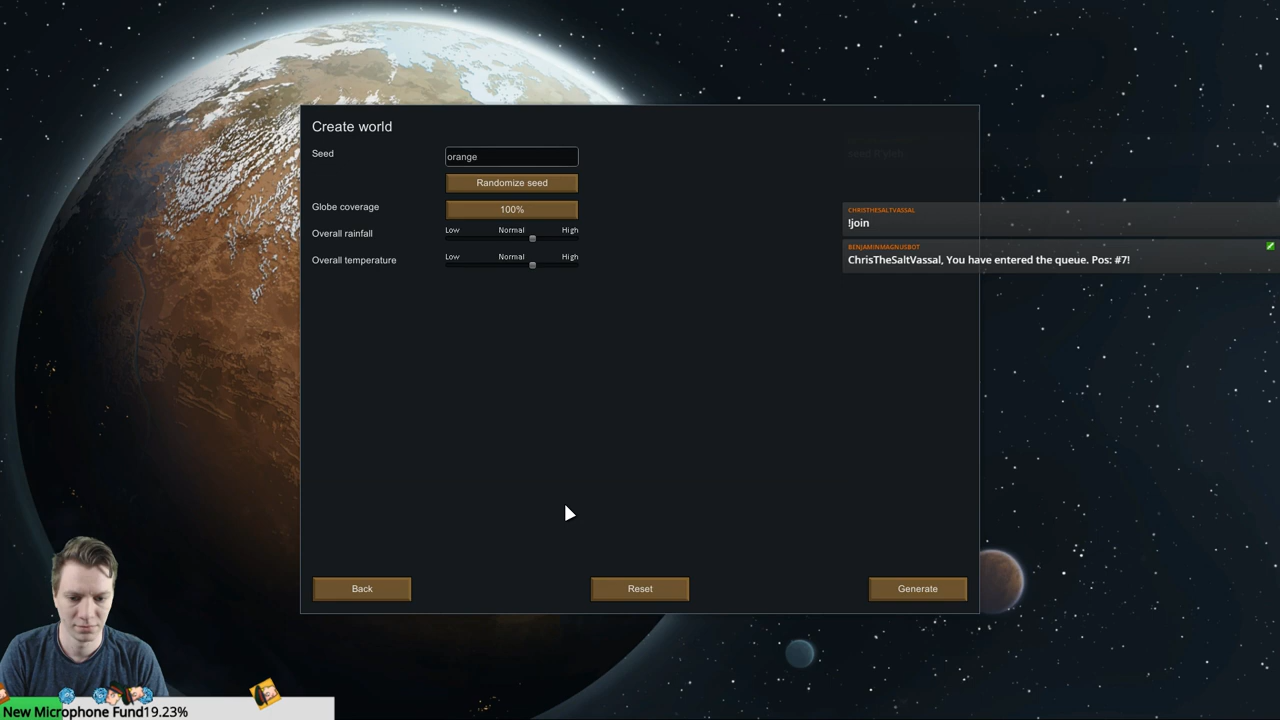 Create world
Seed
orange
Randomize seed
Globe coverage
100%
Overall rainfall
Low Normal High
Overall temperature
Low Normal High
CHRISTHESALTVASSAL
!join
BENJAMINMAGNUSBOT
ChrisTheSaltVassal, You have entered the queue. Pos: #7!
Back
Reset
Generate
New Microphone Fund19.23%